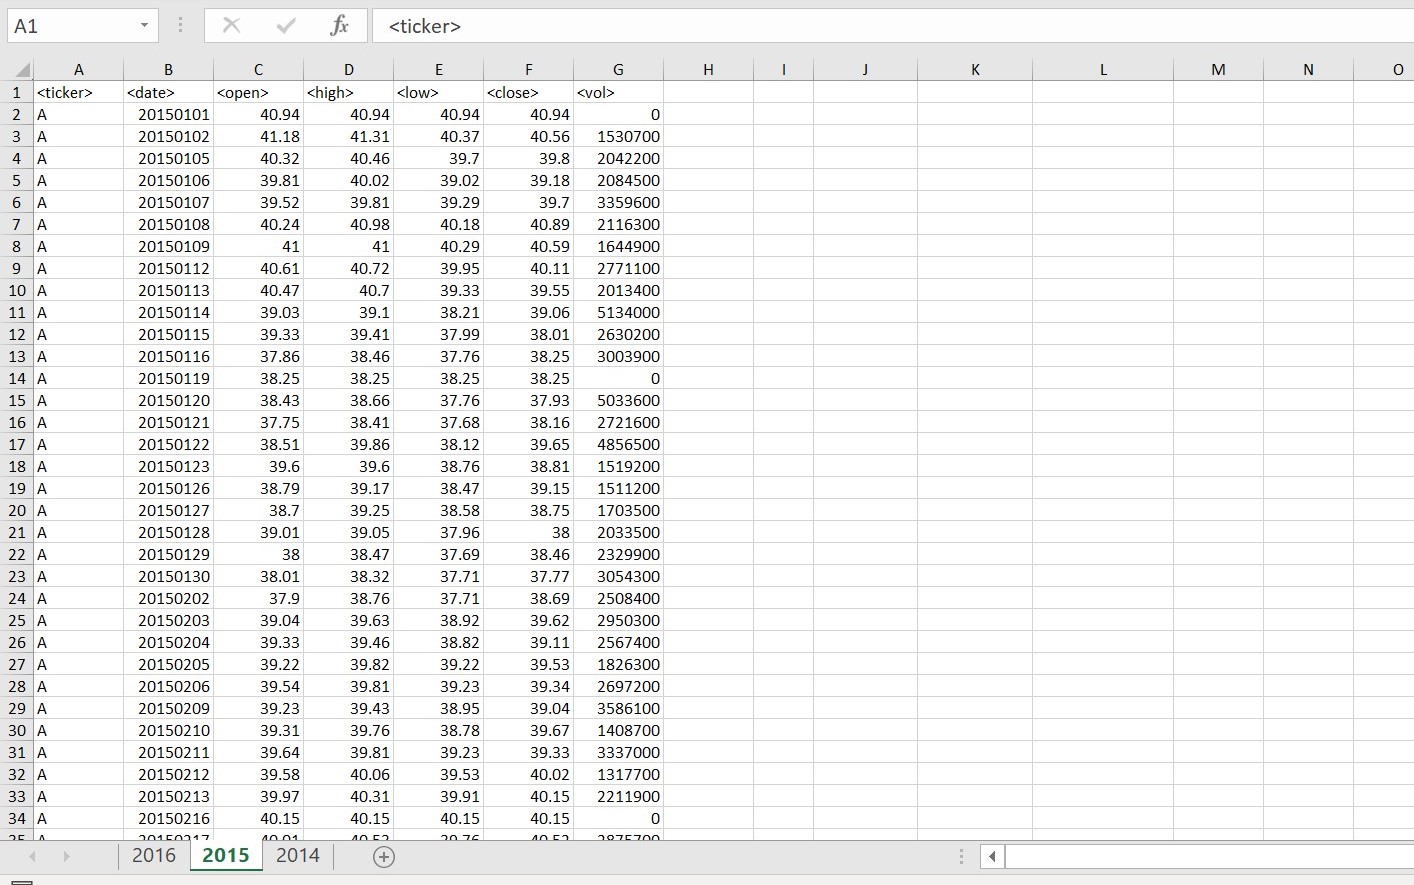 A1 fx <ticker>
A B C D E F G H I J K L M N O
1 <ticker> <date> <open> <high> <low> <close> <vol>
2 A 20150101 40.94 40.94 40.94 40.94 0
3 A 20150102 41.18 41.31 40.37 40.56 1530700
4 A 20150105 40.32 40.46 39.7 39.8 2042200
5 A 20150106 39.81 40.02 39.02 39.18 2084500
6 A 20150107 39.52 39.81 39.29 39.7 3359600
7 A 20150108 40.24 40.98 40.18 40.89 2116300
8 A 20150109 41 41 40.29 40.59 1644900
9 A 20150112 40.61 40.72 39.95 40.11 2771100
10 A 20150113 40.47 40.7 39.33 39.55 2013400
11 A 20150114 39.03 39.1 38.21 39.06 5134000
12 A 20150115 39.33 39.41 37.99 38.01 2630200
13 A 20150116 37.86 38.46 37.76 38.25 3003900
14 A 20150119 38.25 38.25 38.25 38.25 0
15 A 20150120 38.43 38.66 37.76 37.93 5033600
16 A 20150121 37.75 38.41 37.68 38.16 2721600
17 A 20150122 38.51 39.86 38.12 39.65 4856500
18 A 20150123 39.6 39.6 38.76 38.81 1519200
19 A 20150126 38.79 39.17 38.47 39.15 1511200
20 A 20150127 38.7 39.25 38.58 38.75 1703500
21 A 20150128 39.01 39.05 37.96 38 2033500
22 A 20150129 38 38.47 37.69 38.46 2329900
23 A 20150130 38.01 38.32 37.71 37.77 3054300
24 A 20150202 37.9 38.76 37.71 38.69 2508400
25 A 20150203 39.04 39.63 38.92 39.62 2950300
26 A 20150204 39.33 39.46 38.82 39.11 2567400
27 A 20150205 39.22 39.82 39.22 39.53 1826300
28 A 20150206 39.54 39.81 39.23 39.34 2697200
29 A 20150209 39.23 39.43 38.95 39.04 3586100
30 A 20150210 39.31 39.76 38.78 39.67 1408700
31 A 20150211 39.64 39.81 39.23 39.33 3337000
32 A 20150212 39.58 40.06 39.53 40.02 1317700
33 A 20150213 39.97 40.31 39.91 40.15 2211900
34 A 20150216 40.15 40.15 40.15 40.15 0
2016 2015 2014